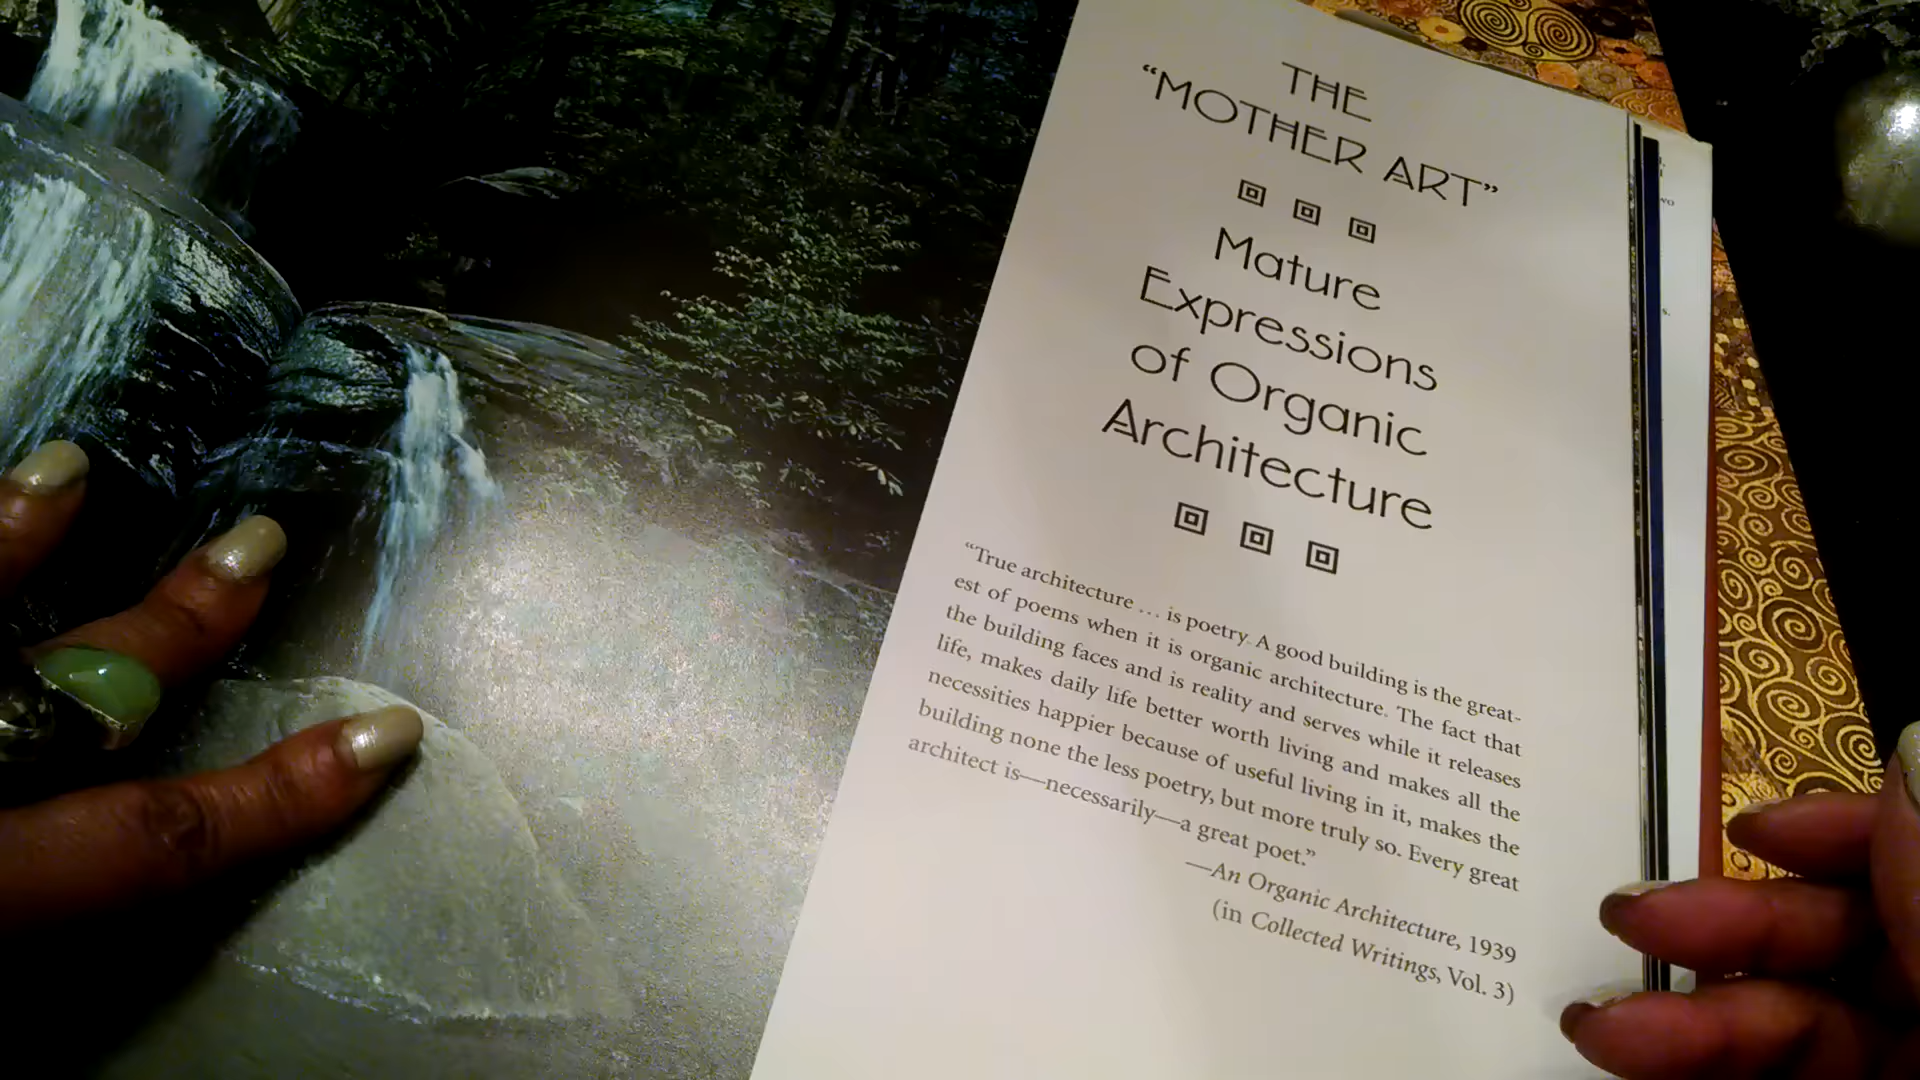 THE
“MOTHER ART”
Mature
Expressions
of Organic
Architecture
“True architecture ... is poetry. A good building is the great-
est of poems when it is organic architecture. The fact that
the building faces and is reality and serves while it releases
life, makes daily life better worth living and makes all the
necessities happier because of useful living in it, makes the
building none the less poetry, but more truly so. Every great
architect is—necessarily—a great poet.”
—An Organic Architecture, 1939
(in Collected Writings, Vol. 3)